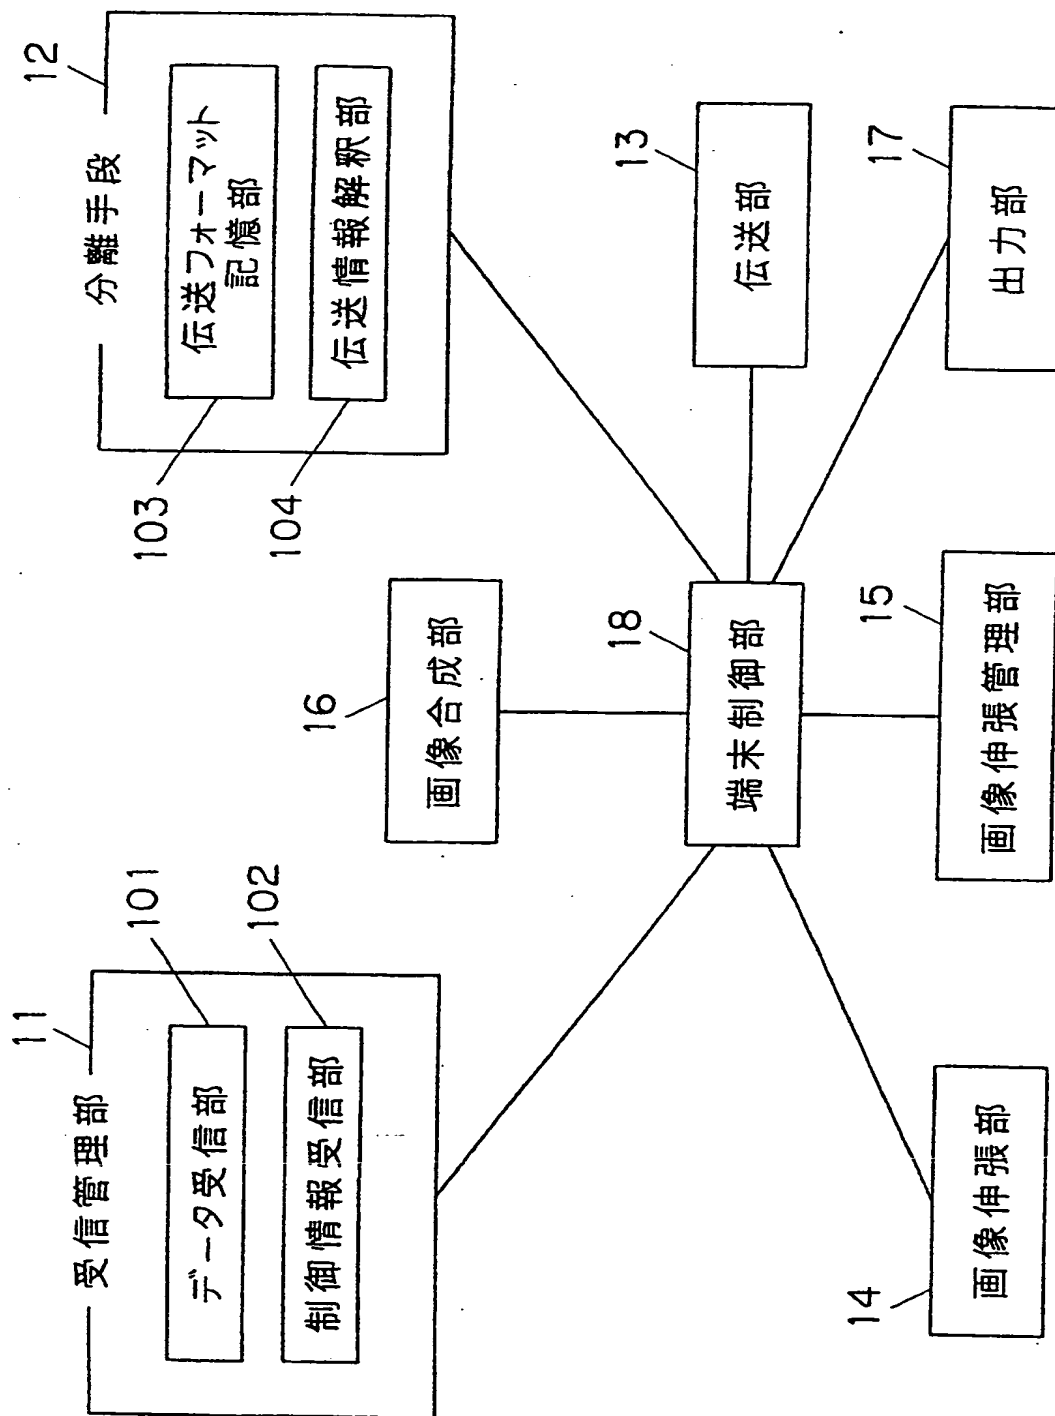 受信管理部
11
データ受信部
101
制御情報受信部
102
分離手段
12
伝送フォーマット
記憶部
103
伝送情報解釈部
104
画像合成部
16
端末制御部
18
伝送部
13
画像伸張部
14
画像伸張管理部
15
出力部
17